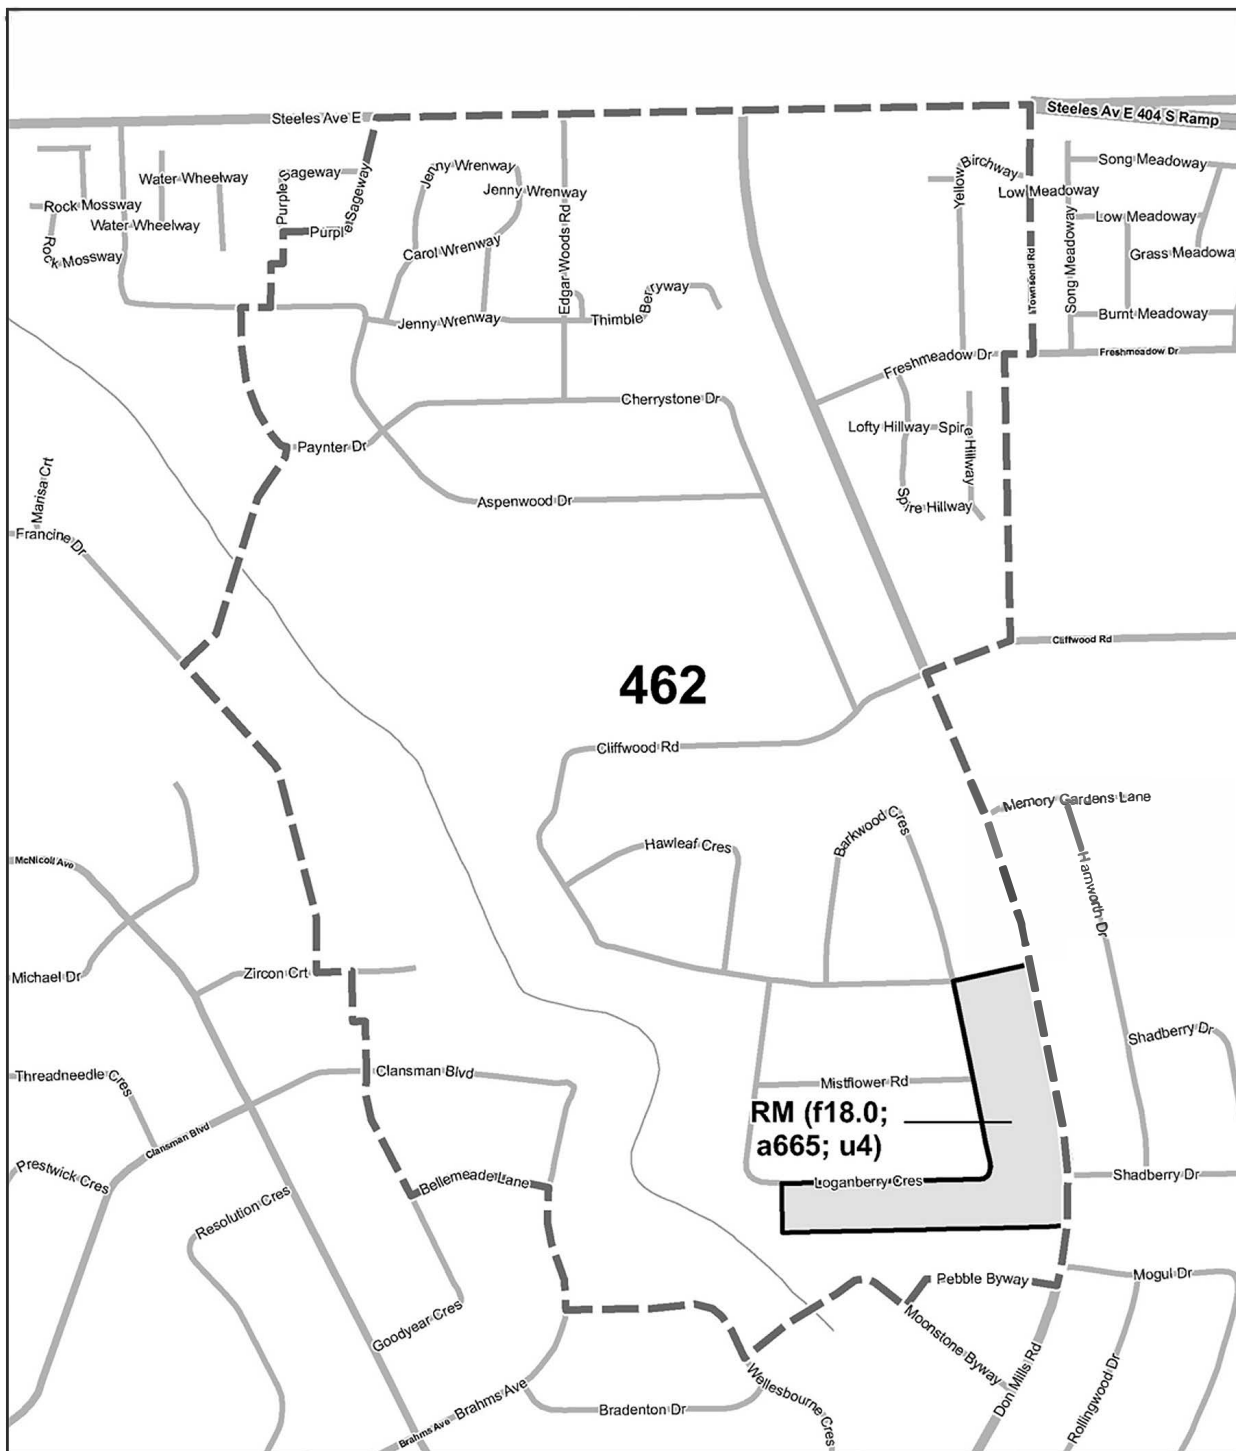 Steeles Ave E
Steeles Av E 404 S Ramp
Song Meadoway
Birchway
Yellow
Low Meadoway
Low Meadoway
Song Meadoway
Grass Meadoway
Townsend Rd
Burnt Meadoway
Freshmeadow Dr
Freshmeadow Dr
Water Wheelway
Water Wheelway
Rock Mossway
Rock Mossway
Purple
Sageway
Sageway
Purple
Jenny Wrenway
Jenny Wrenway
Carol Wrenway
Jenny Wrenway
Edgar Woods Rd
Thimble
Berryway
Cherrystone Dr
Lofty Hillway
Spire Hillway
Spire Hillway
Paynter Dr
Aspenwood Dr
Marisa Crt
Francine Dr
Cliffwood Rd
462
Cliffwood Rd
Memory Gardens Lane
Barkwood Cres
Hawleaf Cres
Harnworth Dr
McNicoll Ave
Michael Dr
Zircon Crt
Shadberry Dr
Threadneedle Cres
Clansman Blvd
Clansman Blvd
Mistflower Rd
RM (f18.0;
a665; u4)
Prestwick Cres
Bellemeade Lane
Loganberry Cres
Shadberry Dr
Resolution Cres
Pebble Byway
Mogul Dr
Goodyear Cres
Moonstone Byway
Don Mills Rd
Rollingwood Dr
Wellesbourne Cres
Brahms Ave
Brahms Ave
Bradenton Dr